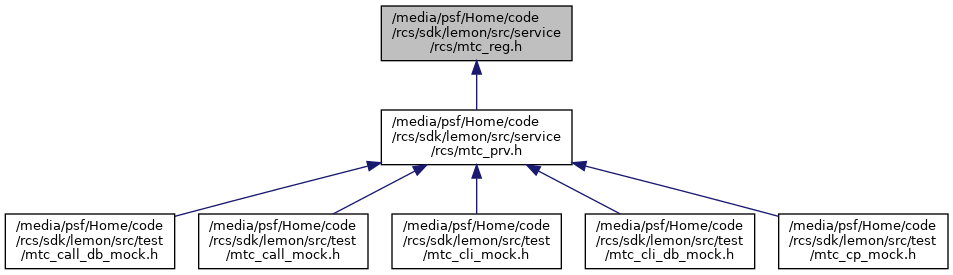 /media/psf/Home/code
/rcs/sdk/lemon/src/service
/rcs/mtc_reg.h
/media/psf/Home/code
/rcs/sdk/lemon/src/service
/rcs/mtc_prv.h
/media/psf/Home/code
/rcs/sdk/lemon/src/test
/mtc_call_db_mock.h
/media/psf/Home/code
/rcs/sdk/lemon/src/test
/mtc_call_mock.h
/media/psf/Home/code
/rcs/sdk/lemon/src/test
/mtc_cli_mock.h
/media/psf/Home/code
/rcs/sdk/lemon/src/test
/mtc_cli_db_mock.h
/media/psf/Home/code
/rcs/sdk/lemon/src/test
/mtc_cp_mock.h